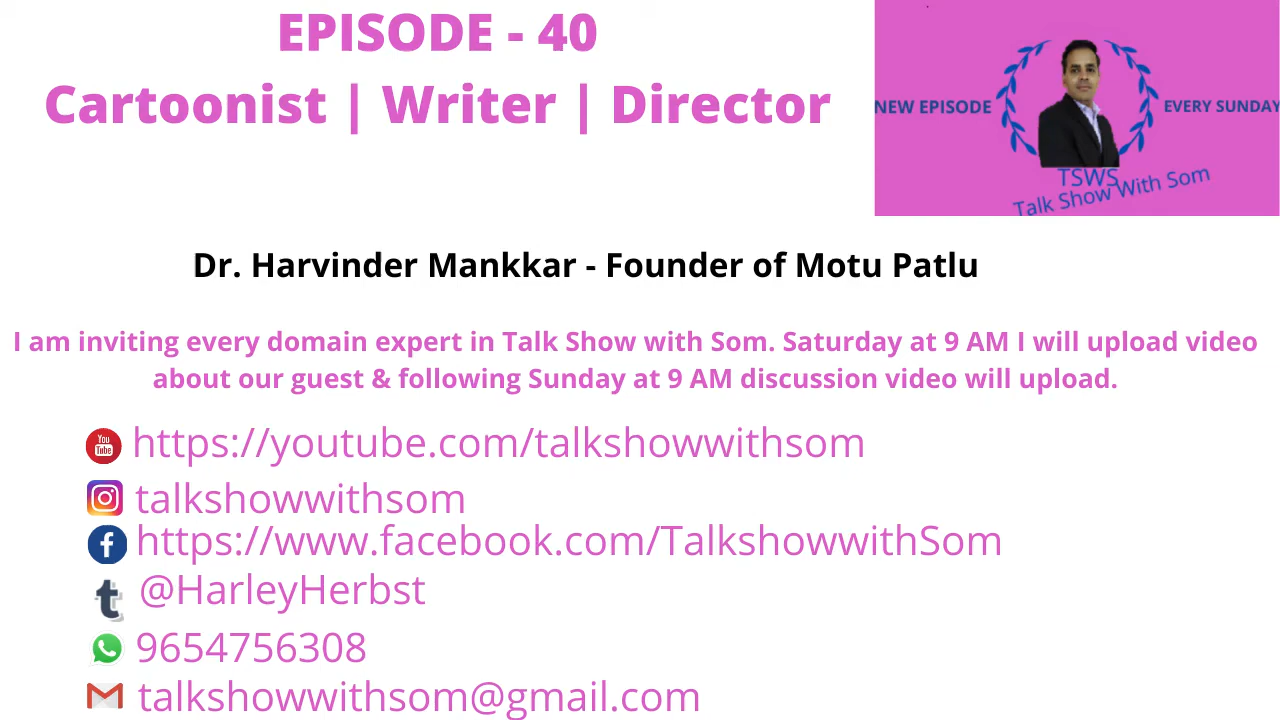 EPISODE - 40
Cartoonist | Writer | Director
NEW EPISODE
EVERY SUNDAY
TSWS
Talk Show With Som
Dr. Harvinder Mankkar - Founder of Motu Patlu
I am inviting every domain expert in Talk Show with Som. Saturday at 9 AM I will upload video
about our guest & following Sunday at 9 AM discussion video will upload.
You
Tube
https://youtube.com/talkshowwithsom
talkshowwithsom
https://www.facebook.com/TalkshowwithSom
@HarleyHerbst
9654756308
talkshowwithsom@gmail.com